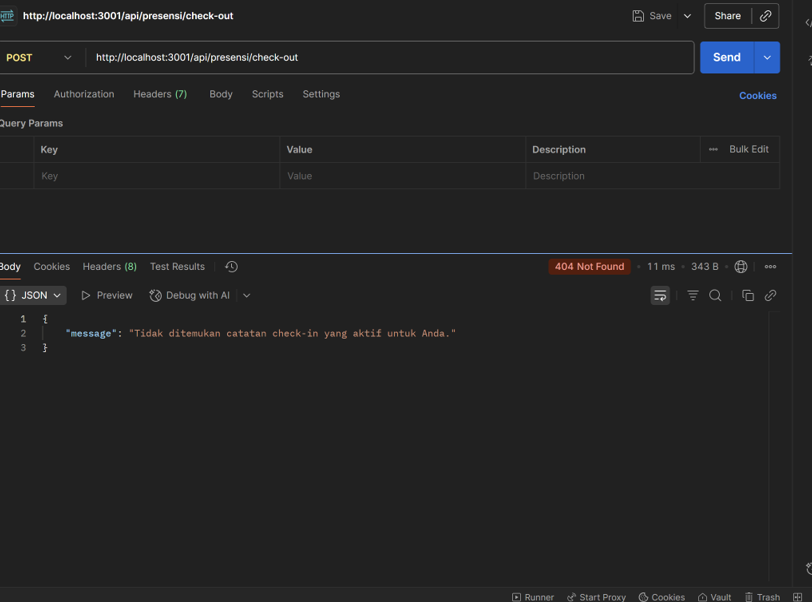 HTTP http://localhost:3001/api/presensi/check-out Save Share
POST http://localhost:3001/api/presensi/check-out Send
Params Authorization Headers (7) Body Scripts Settings Cookies
Query Params
Key Value Description ••• Bulk Edit
Key Value Description
Body Cookies Headers (8) Test Results 404 Not Found • 11 ms • 343 B •
{ } JSON Preview Debug with AI
1 {
2 "message": "Tidak ditemukan catatan check-in yang aktif untuk Anda."
3 }
Runner Start Proxy Cookies Vault Trash